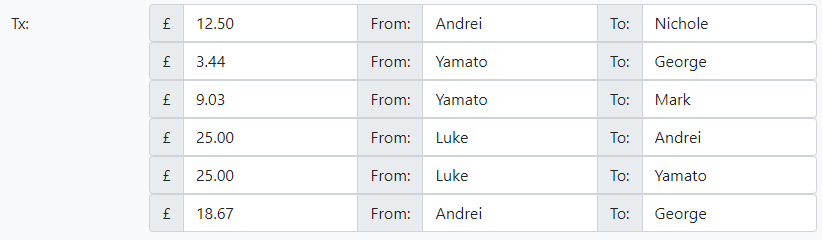 Tx: £ 12.50 From: Andrei To: Nichole
£ 3.44 From: Yamato To: George
£ 9.03 From: Yamato To: Mark
£ 25.00 From: Luke To: Andrei
£ 25.00 From: Luke To: Yamato
£ 18.67 From: Andrei To: George